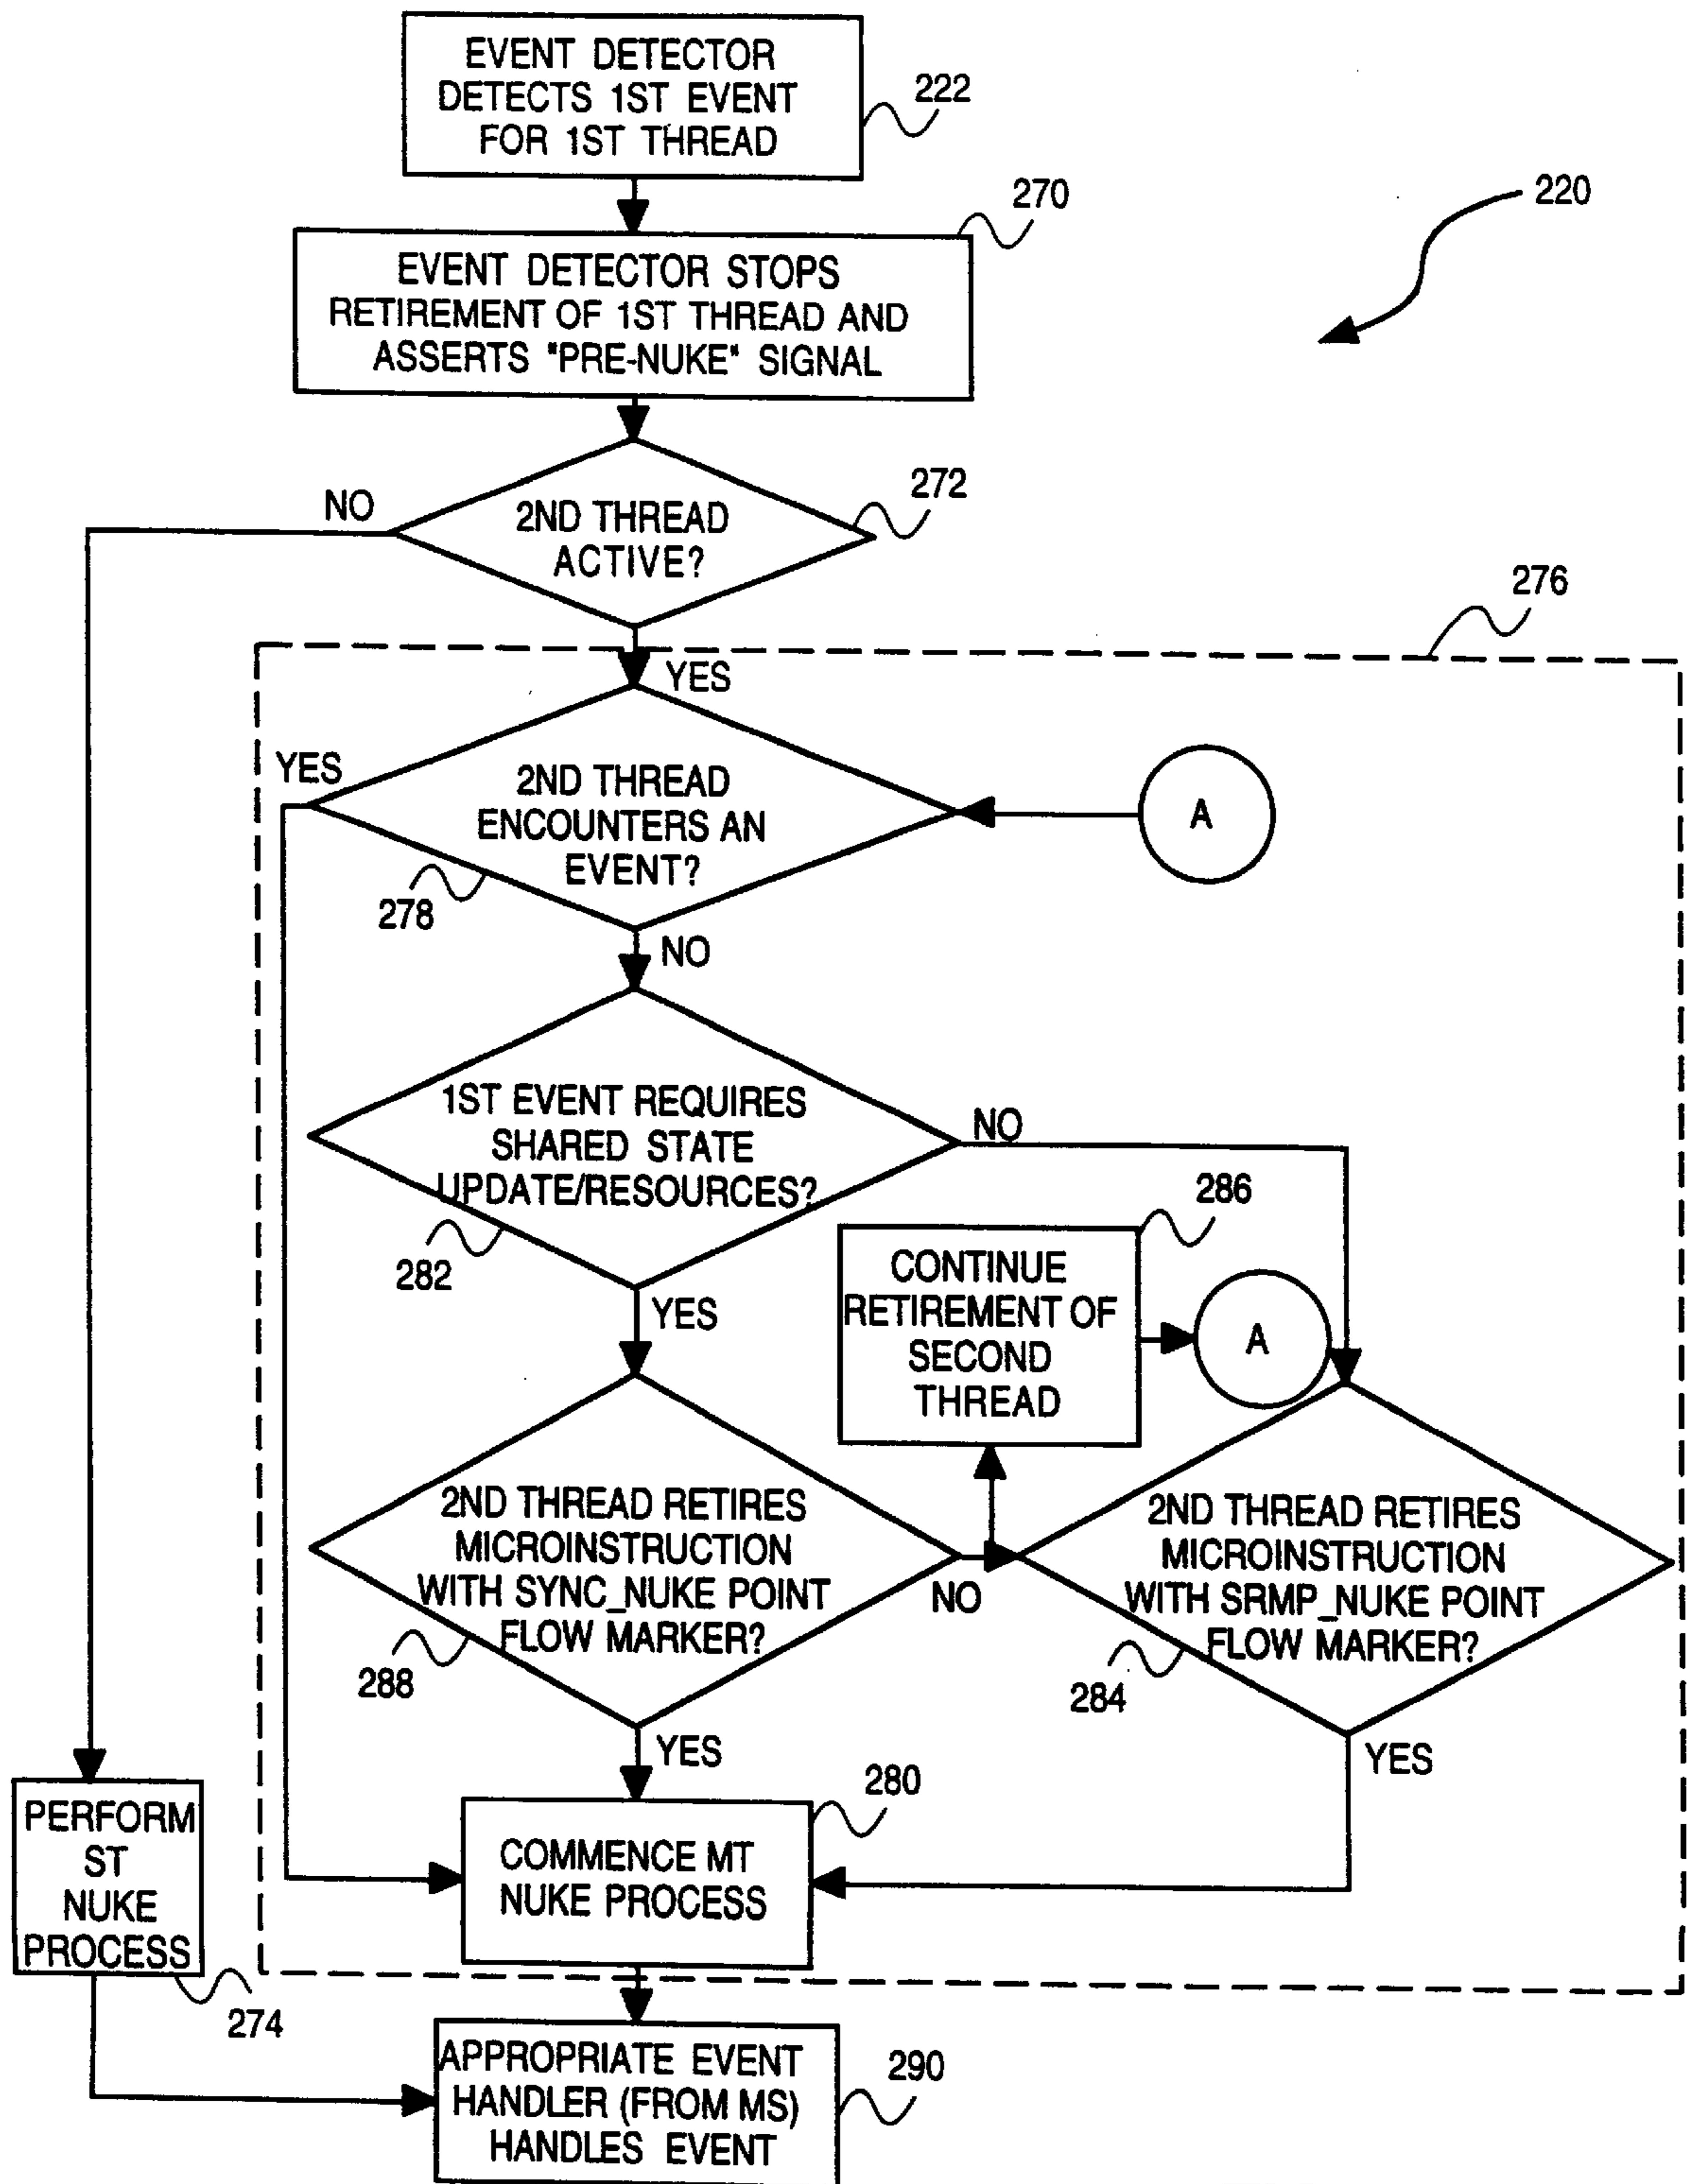 EVENT DETECTOR
DETECTS 1ST EVENT
FOR 1ST THREAD
222
270
220
EVENT DETECTOR STOPS
RETIREMENT OF 1ST THREAD AND
ASSERTS "PRE-NUKE" SIGNAL
272
NO
2ND THREAD
ACTIVE?
276
YES
YES
2ND THREAD
ENCOUNTERS AN
EVENT?
A
278
NO
1ST EVENT REQUIRES
SHARED STATE
UPDATE/RESOURCES?
NO
282
286
YES
CONTINUE
RETIREMENT OF
SECOND
THREAD
A
2ND THREAD RETIRES
MICROINSTRUCTION
WITH SYNC_NUKE POINT
FLOW MARKER?
NO
288
2ND THREAD RETIRES
MICROINSTRUCTION
WITH SRMP_NUKE POINT
FLOW MARKER?
284
YES
YES
280
COMMENCE MT
NUKE PROCESS
PERFORM
ST
NUKE
PROCESS
274
APPROPRIATE EVENT
HANDLER (FROM MS)
HANDLES EVENT
290